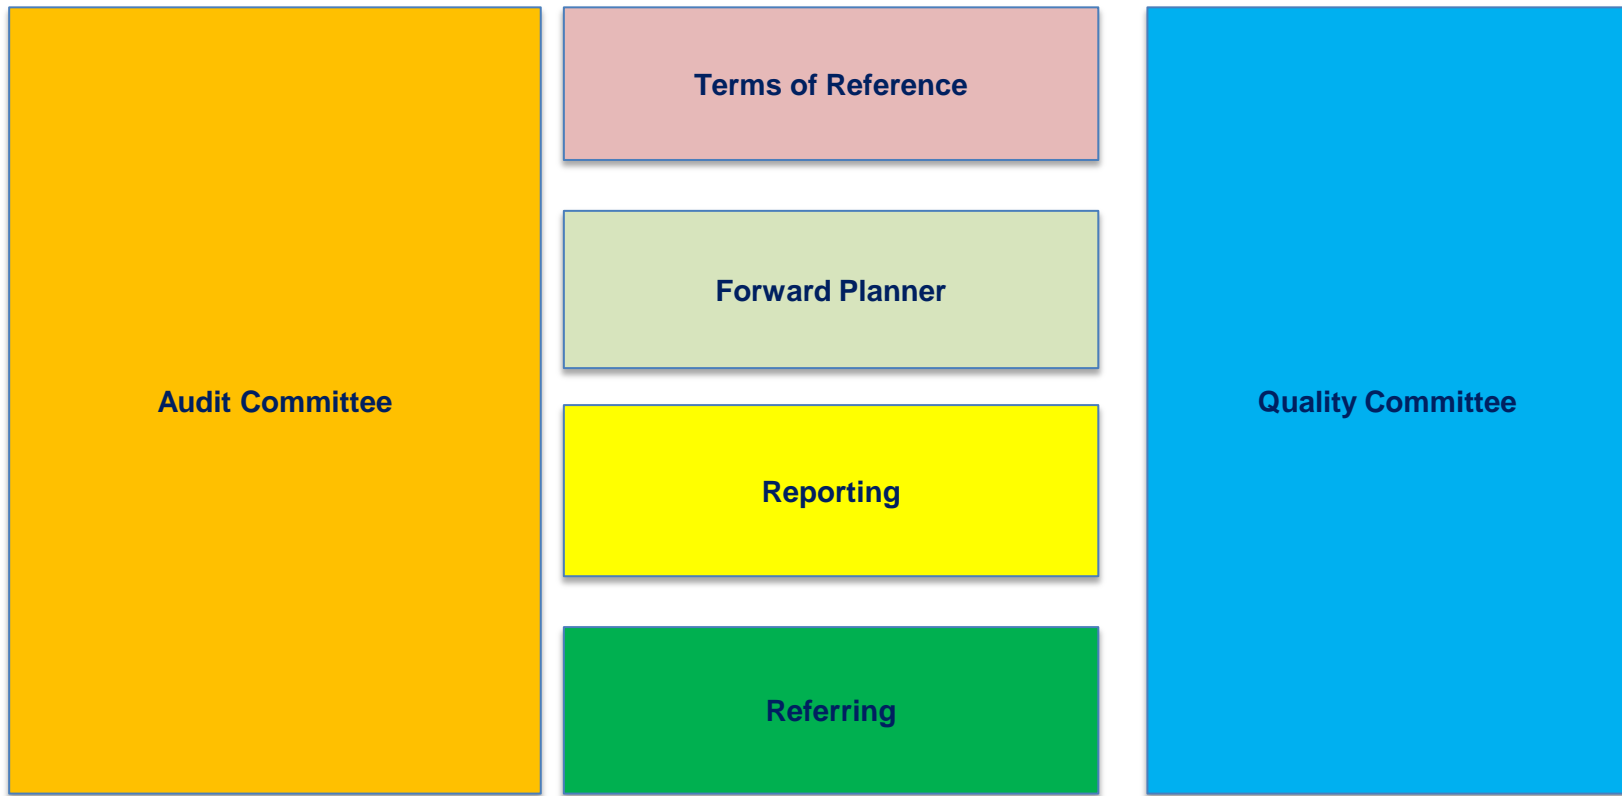 Audit Committee
Terms of Reference
Forward Planner
Reporting
Referring
Quality Committee